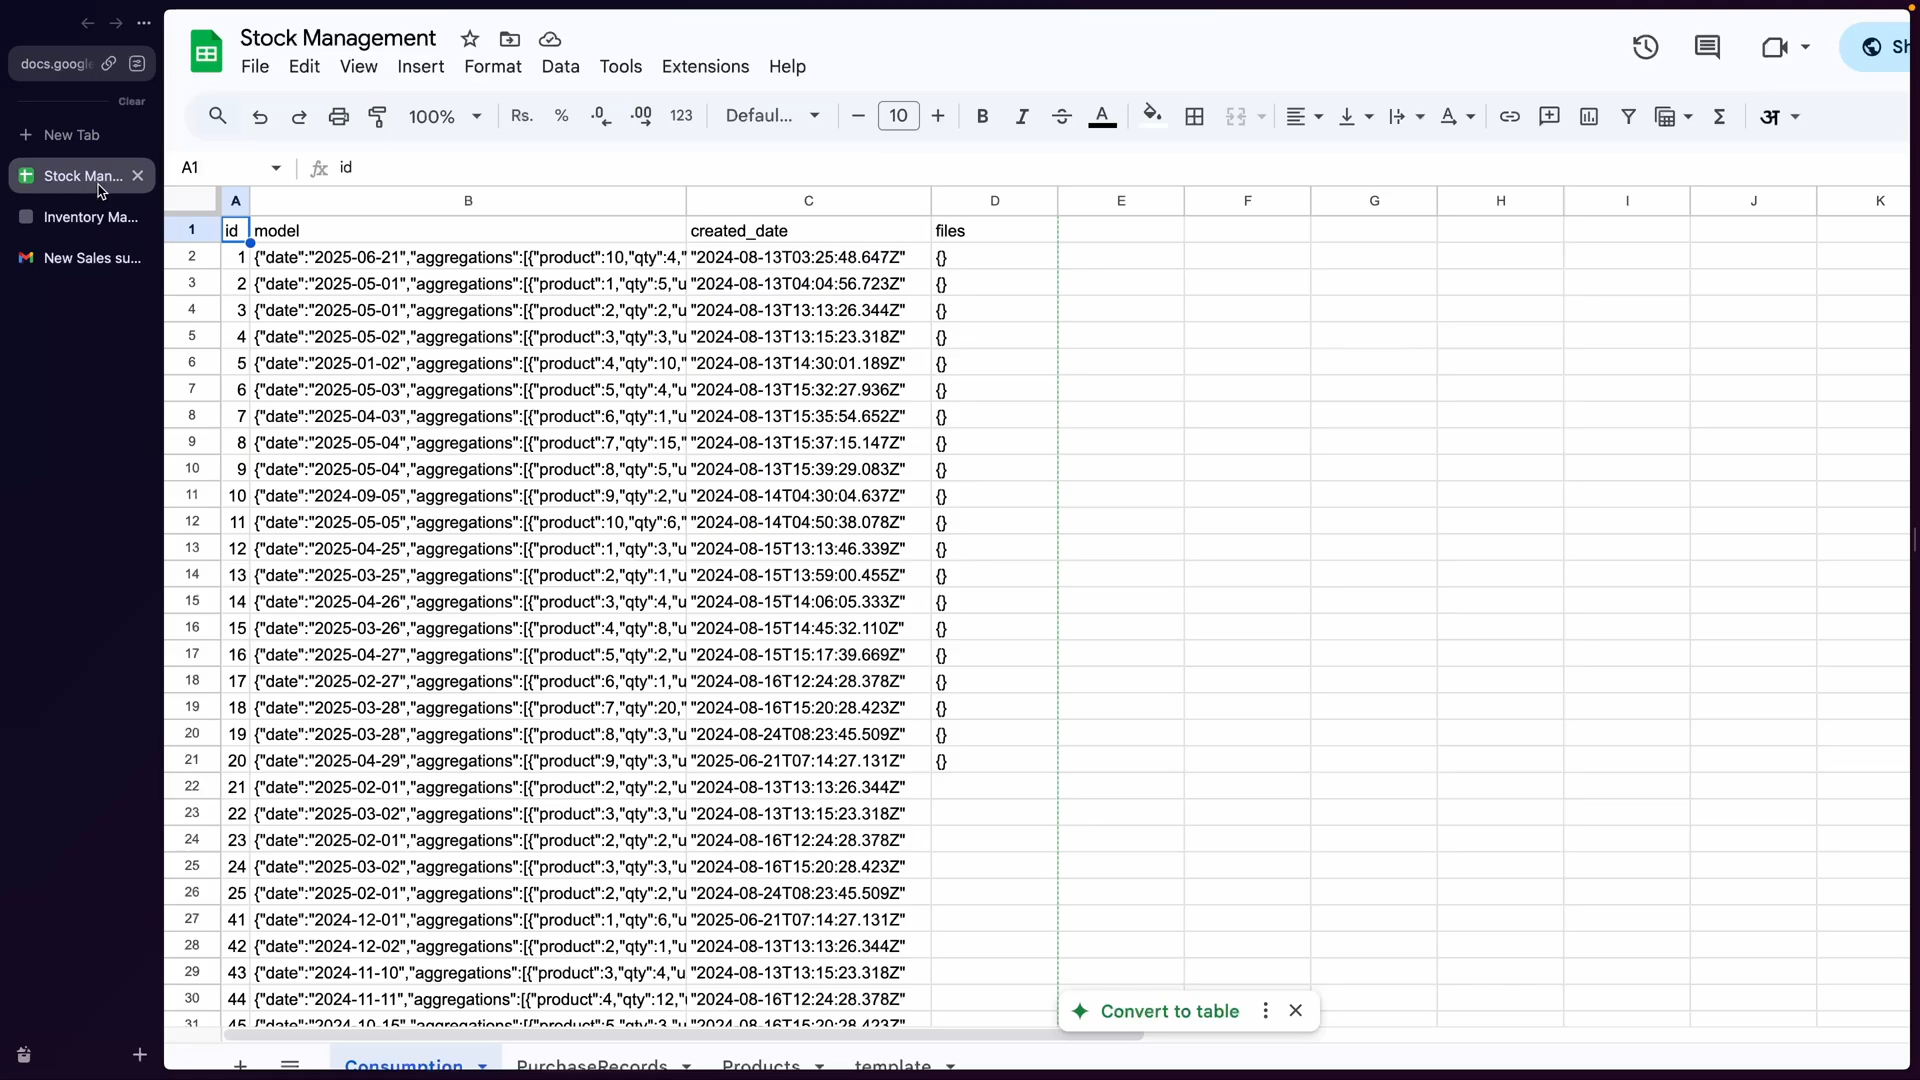 docs.google
Clear
New Tab
Stock Man...
Inventory Ma...
New Sales su...
Stock Management
File Edit View Insert Format Data Tools Extensions Help
Sh
100% Rs. % .0 .00 123 Defaul... 10 B I A अ
A1 fx id
A B C D E F G H I J K
1 id model created_date files
2 1 {"date":"2025-06-21","aggregations":[{"product":10,"qty":4," "2024-08-13T03:25:48.647Z" {}
3 2 {"date":"2025-05-01","aggregations":[{"product":1,"qty":5,"u "2024-08-13T04:04:56.723Z" {}
4 3 {"date":"2025-05-01","aggregations":[{"product":2,"qty":2,"u "2024-08-13T13:13:26.344Z" {}
5 4 {"date":"2025-05-02","aggregations":[{"product":3,"qty":3,"u "2024-08-13T13:15:23.318Z" {}
6 5 {"date":"2025-01-02","aggregations":[{"product":4,"qty":10," "2024-08-13T14:30:01.189Z" {}
7 6 {"date":"2025-05-03","aggregations":[{"product":5,"qty":4,"u "2024-08-13T15:32:27.936Z" {}
8 7 {"date":"2025-04-03","aggregations":[{"product":6,"qty":1,"u "2024-08-13T15:35:54.652Z" {}
9 8 {"date":"2025-05-04","aggregations":[{"product":7,"qty":15," "2024-08-13T15:37:15.147Z" {}
10 9 {"date":"2025-05-04","aggregations":[{"product":8,"qty":5,"u "2024-08-13T15:39:29.083Z" {}
11 10 {"date":"2024-09-05","aggregations":[{"product":9,"qty":2,"u "2024-08-14T04:30:04.637Z" {}
12 11 {"date":"2025-05-05","aggregations":[{"product":10,"qty":6," "2024-08-14T04:50:38.078Z" {}
13 12 {"date":"2025-04-25","aggregations":[{"product":1,"qty":3,"u "2024-08-15T13:13:46.339Z" {}
14 13 {"date":"2025-03-25","aggregations":[{"product":2,"qty":1,"u "2024-08-15T13:59:00.455Z" {}
15 14 {"date":"2025-04-26","aggregations":[{"product":3,"qty":4,"u "2024-08-15T14:06:05.333Z" {}
16 15 {"date":"2025-03-26","aggregations":[{"product":4,"qty":8,"u "2024-08-15T14:45:32.110Z" {}
17 16 {"date":"2025-04-27","aggregations":[{"product":5,"qty":2,"u "2024-08-15T15:17:39.669Z" {}
18 17 {"date":"2025-02-27","aggregations":[{"product":6,"qty":1,"u "2024-08-16T12:24:28.378Z" {}
19 18 {"date":"2025-03-28","aggregations":[{"product":7,"qty":20," "2024-08-16T15:20:28.423Z" {}
20 19 {"date":"2025-03-28","aggregations":[{"product":8,"qty":3,"u "2024-08-24T08:23:45.509Z" {}
21 20 {"date":"2025-04-29","aggregations":[{"product":9,"qty":3,"u "2025-06-21T07:14:27.131Z" {}
22 21 {"date":"2025-02-01","aggregations":[{"product":2,"qty":2,"u "2024-08-13T13:13:26.344Z"
23 22 {"date":"2025-03-02","aggregations":[{"product":3,"qty":3,"u "2024-08-13T13:15:23.318Z"
24 23 {"date":"2025-02-01","aggregations":[{"product":2,"qty":2,"u "2024-08-16T12:24:28.378Z"
25 24 {"date":"2025-03-02","aggregations":[{"product":3,"qty":3,"u "2024-08-16T15:20:28.423Z"
26 25 {"date":"2025-02-01","aggregations":[{"product":2,"qty":2,"u "2024-08-24T08:23:45.509Z"
27 41 {"date":"2024-12-01","aggregations":[{"product":1,"qty":6,"u "2025-06-21T07:14:27.131Z"
28 42 {"date":"2024-12-02","aggregations":[{"product":2,"qty":1,"u "2024-08-13T13:13:26.344Z"
29 43 {"date":"2024-11-10","aggregations":[{"product":3,"qty":4,"u "2024-08-13T13:15:23.318Z"
30 44 {"date":"2024-11-11","aggregations":[{"product":4,"qty":12," "2024-08-16T12:24:28.378Z"
31 45 {"date":"2024-10-15","aggregations":[{"product":5,"qty":3,"u "2024-08-16T15:20:28.423Z"
Convert to table
Consumption PurchaseRecords Products template